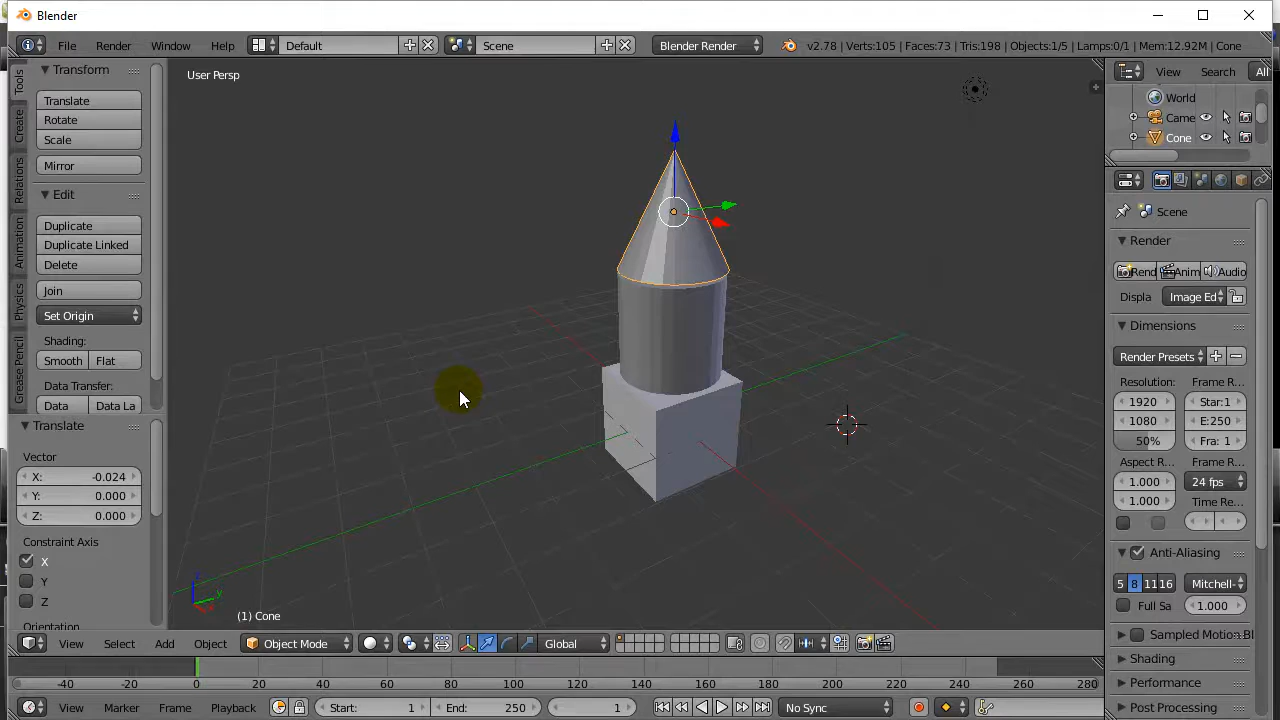 Blender
File Render Window Help Default Scene Blender Render v2.78 | Verts:105 | Faces:73 | Tris:198 | Objects:1/5 | Lamps:0/1 | Mem:12.92M | Cone
Tools
Create
Relations
Animation
Physics
Grease Pencil
Transform
Translate
Rotate
Scale
Mirror
Edit
Duplicate
Duplicate Linked
Delete
Join
Set Origin
Shading:
Smooth Flat
Data Transfer:
Data Data La
Translate
Vector
X: -0.024
Y: 0.000
Z: 0.000
Constraint Axis
X
Y
Z
Orientation
User Persp
(1) Cone
View Select Add Object Object Mode Global
-40 -20 0 20 40 60 80 100 120 140 160 180 200 220 240 260 280
View Marker Frame Playback Start: 1 End: 250 1 No Sync
View Search All
World
Came
Cone
Scene
Render
Rend Anim Audio
Displa Image Ed
Dimensions
Render Presets
Resolution: Frame R...
1920 Star:1
1080 E:250
50% Fra: 1
Aspect R... Frame R...
1.000 24 fps
1.000 Time Re...
Anti-Aliasing
5 8 11 16 Mitchell-
Full Sa 1.000
Sampled Motion Bl
Shading
Performance
Post Processing